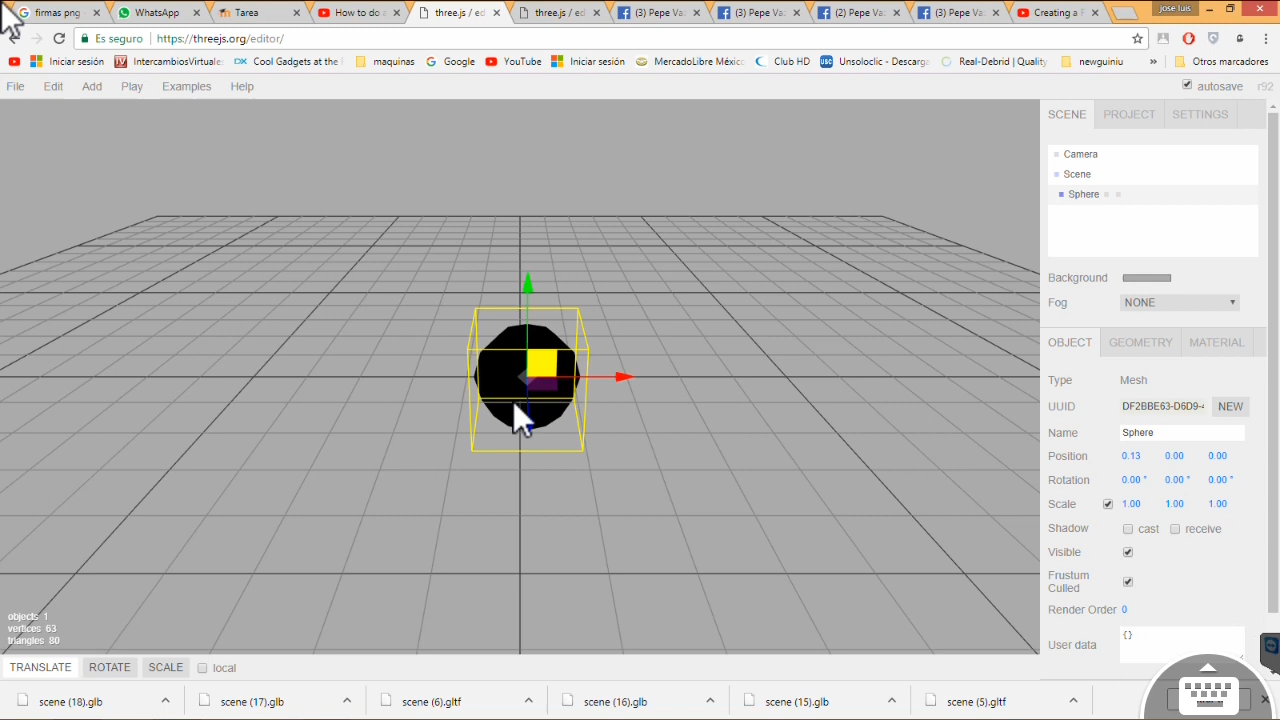 firmas png
WhatsApp
Tarea
How to do a
three.js / ed
three.js / ed
(3) Pepe Va
(3) Pepe Va
(2) Pepe Va
(3) Pepe Va
Creating a F
jose luis
Es seguro
https://threejs.org/editor/
Iniciar sesión
IntercambiosVirtuale
Cool Gadgets at the
maquinas
Google
YouTube
Iniciar sesión
MercadoLibre México
Club HD
Unsoloclic - Descarga
Real-Debrid | Quality
newguiniu
»
Otros marcadores
File Edit Add Play Examples Help
autosave r92
SCENE PROJECT SETTINGS
Camera
Scene
Sphere
Background
Fog NONE
OBJECT GEOMETRY MATERIAL
Type Mesh
UUID DF2BBE63-D6D9-4 NEW
Name Sphere
Position 0.13 0.00 0.00
Rotation 0.00 ° 0.00 ° 0.00 °
Scale 1.00 1.00 1.00
Shadow cast receive
Visible
Frustum
Culled
Render Order 0
User data {}
objects 1
vertices 63
triangles 80
TRANSLATE ROTATE SCALE local
scene (18).glb
scene (17).glb
scene (6).gltf
scene (16).glb
scene (15).glb
scene (5).gltf